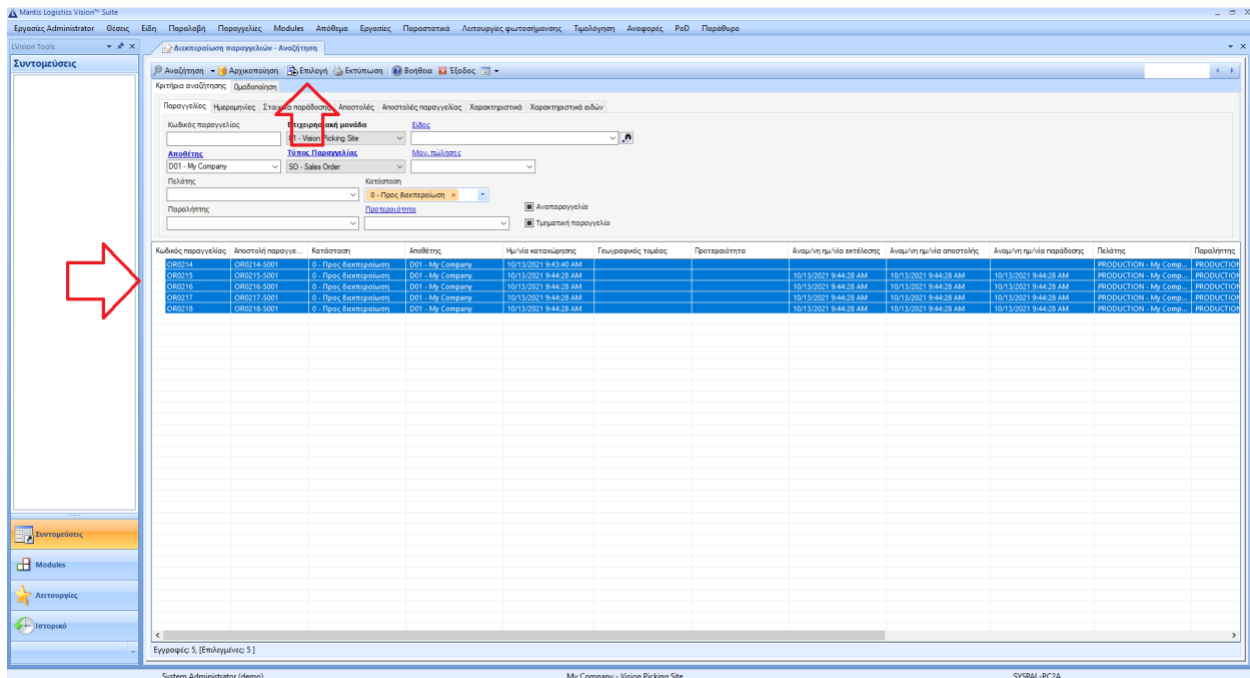 Mantis Logistics Vision™ Suite
Εργασίες Administrator Θέσεις Είδη Παραλαβή Παραγγελίες Modules Απόθεμα Εργασίες Παραστατικά Λειτουργίες φωτοσήμανσης Τιμολόγηση Αναφορές PoD Παράθυρο
LVision Tools
Διεκπεραίωση παραγγελιών - Αναζήτηση
Συντομεύσεις
Αναζήτηση Αρχικοποίηση Επιλογή Εκτύπωση Βοήθεια Έξοδος
Κριτήρια αναζήτησης Ομαδοποίηση
Παραγγελίες Ημερομηνίες Στοιχεία παράδοσης Αποστολές Αποστολές παραγγελίας Χαρακτηριστικά Χαρακτηριστικά ειδών
Κωδικός παραγγελίας Επιχειρησιακή μονάδα Είδος
01 - Vision Picking Site
Αποθέτης Τύπος Παραγγελίας Μον. πώλησης
D01 - My Company SO - Sales Order
Πελάτης Κατάσταση
0 - Προς διεκπεραίωση ×
Παραλήπτης Προτεραιότητα
Αναπαραγγελία
Τμηματική παραγγελία
Κωδικός παραγγελίας Αποστολή παραγγε... Κατάσταση Αποθέτης Ημ/νία καταχώρησης Γεωγραφικός τομέας Προτεραιότητα Αναμ/νη ημ/νία εκτέλεσης Αναμ/νη ημ/νία αποστολής Αναμ/νη ημ/νία παράδοσης Πελάτης Παραλήπτης
OR0214 OR0214-S001 0 - Προς διεκπεραίωση D01 - My Company 10/13/2021 9:43:40 AM PRODUCTION - My Comp... PRODUCTION
OR0215 OR0215-S001 0 - Προς διεκπεραίωση D01 - My Company 10/13/2021 9:44:28 AM 10/13/2021 9:44:28 AM 10/13/2021 9:44:28 AM 10/13/2021 9:44:28 AM PRODUCTION - My Comp... PRODUCTION
OR0216 OR0216-S001 0 - Προς διεκπεραίωση D01 - My Company 10/13/2021 9:44:28 AM 10/13/2021 9:44:28 AM 10/13/2021 9:44:28 AM 10/13/2021 9:44:28 AM PRODUCTION - My Comp... PRODUCTION
OR0217 OR0217-S001 0 - Προς διεκπεραίωση D01 - My Company 10/13/2021 9:44:28 AM 10/13/2021 9:44:28 AM 10/13/2021 9:44:28 AM 10/13/2021 9:44:28 AM PRODUCTION - My Comp... PRODUCTION
OR0218 OR0218-S001 0 - Προς διεκπεραίωση D01 - My Company 10/13/2021 9:44:28 AM 10/13/2021 9:44:28 AM 10/13/2021 9:44:28 AM 10/13/2021 9:44:28 AM PRODUCTION - My Comp... PRODUCTION
Συντομεύσεις
Modules
Λειτουργίες
Ιστορικό
Εγγραφές: 5, [Επιλεγμένες: 5 ]
System Administrator (demo) My Company - Vision Picking Site SYSPAL-PC2A